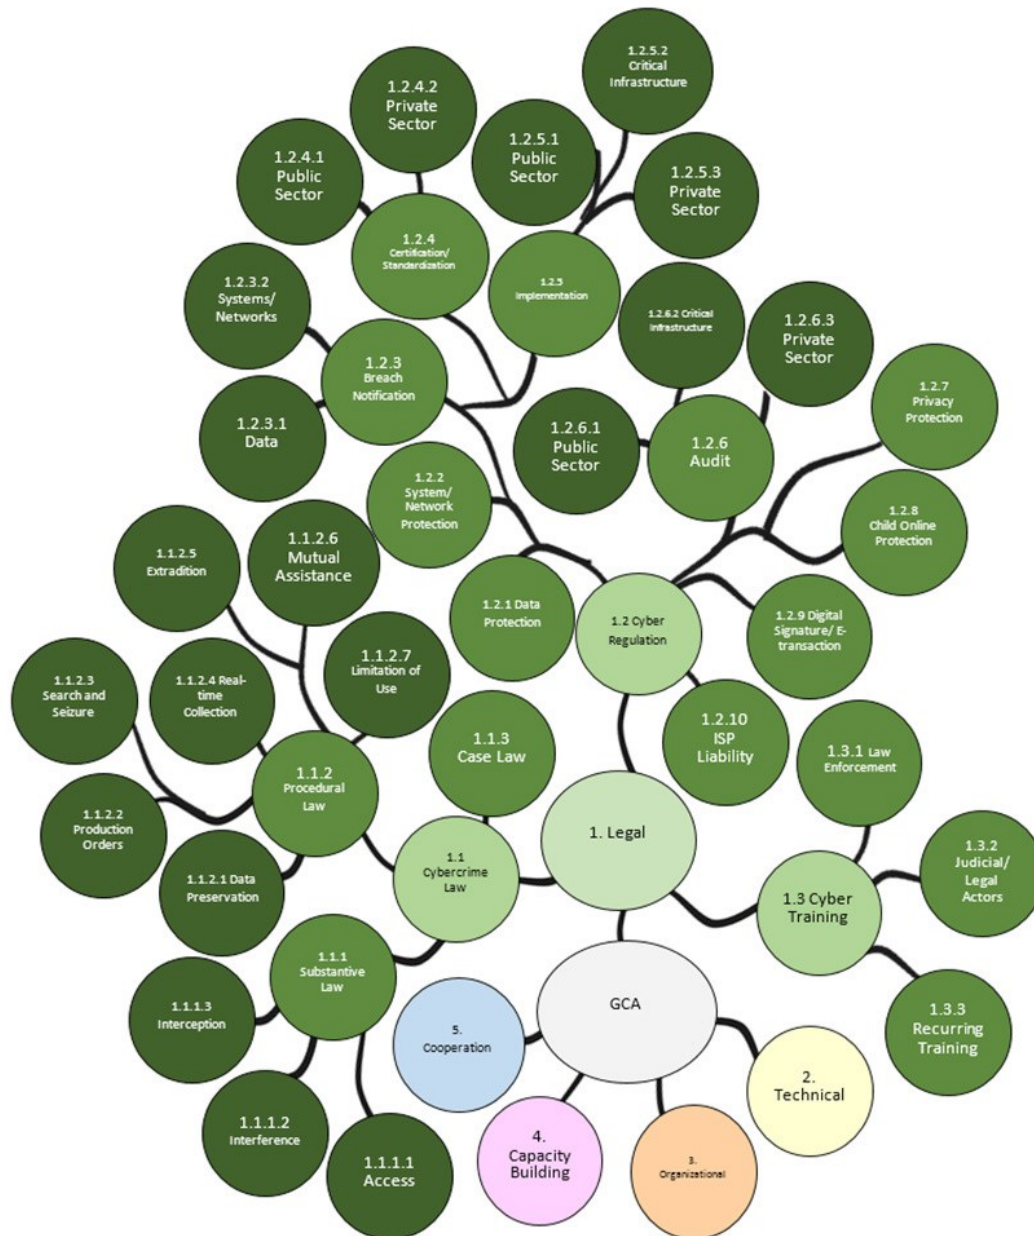 1.2.5.2
Critical
Infrastructure
1.2.4.2
Private
Sector
1.2.5.1
Public
Sector
1.2.4.1
Public
Sector
1.2.5.3
Private
Sector
1.2.4
Certification/
Standardization
1.2.5
Implementation
1.2.3.2
Systems/
Networks
1.2.6.2 Critical
Infrastructure
1.2.6.3
Private
Sector
1.2.3
Breach
Notification
1.2.7
Privacy
Protection
1.2.3.1
Data
1.2.6.1
Public
Sector
1.2.6
Audit
1.2.2
System/
Network
Protection
1.2.8
Child Online
Protection
1.1.2.5
Extradition
1.1.2.6
Mutual
Assistance
1.2.1 Data
Protection
1.2 Cyber
Regulation
1.2.9 Digital
Signature/ E-
transaction
1.1.2.7
Limitation of
Use
1.1.2.3
Search and
Seizure
1.1.2.4 Real-
time
Collection
1.1.3
Case Law
1.2.10
ISP
Liability
1.3.1 Law
Enforcement
1.1.2
Procedural
Law
1.1.2.2
Production
Orders
1. Legal
1.1
Cybercrime
Law
1.3.2
Judicial/
Legal
Actors
1.1.2.1 Data
Preservation
1.3 Cyber
Training
1.1.1
Substantive
Law
1.1.1.3
Interception
GCA
1.3.3
Recurring
Training
5.
Cooperation
2.
Technical
1.1.1.2
Interference
4.
Capacity
Building
3.
Organizational
1.1.1.1
Access